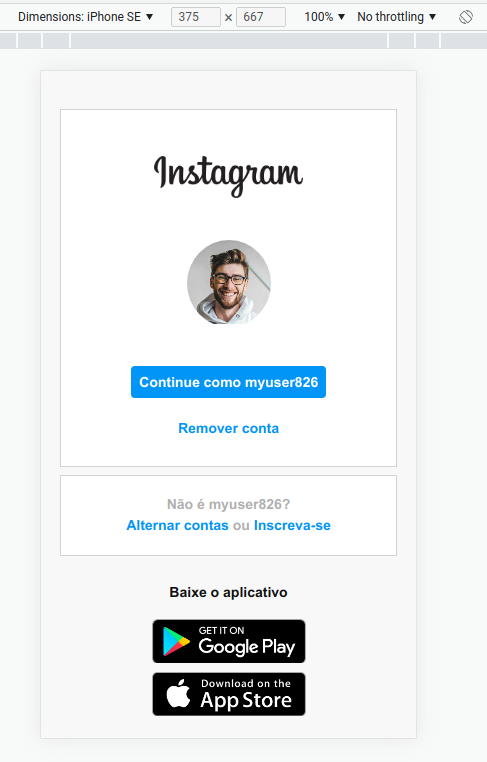 Dimensions: iPhone SE ▼ 375 × 667 100% ▼ No throttling ▼
Instagram
Continue como myuser826
Remover conta
Não é myuser826?
Alternar contas ou Inscreva-se
Baixe o aplicativo
GET IT ON
Google Play
Download on the
App Store